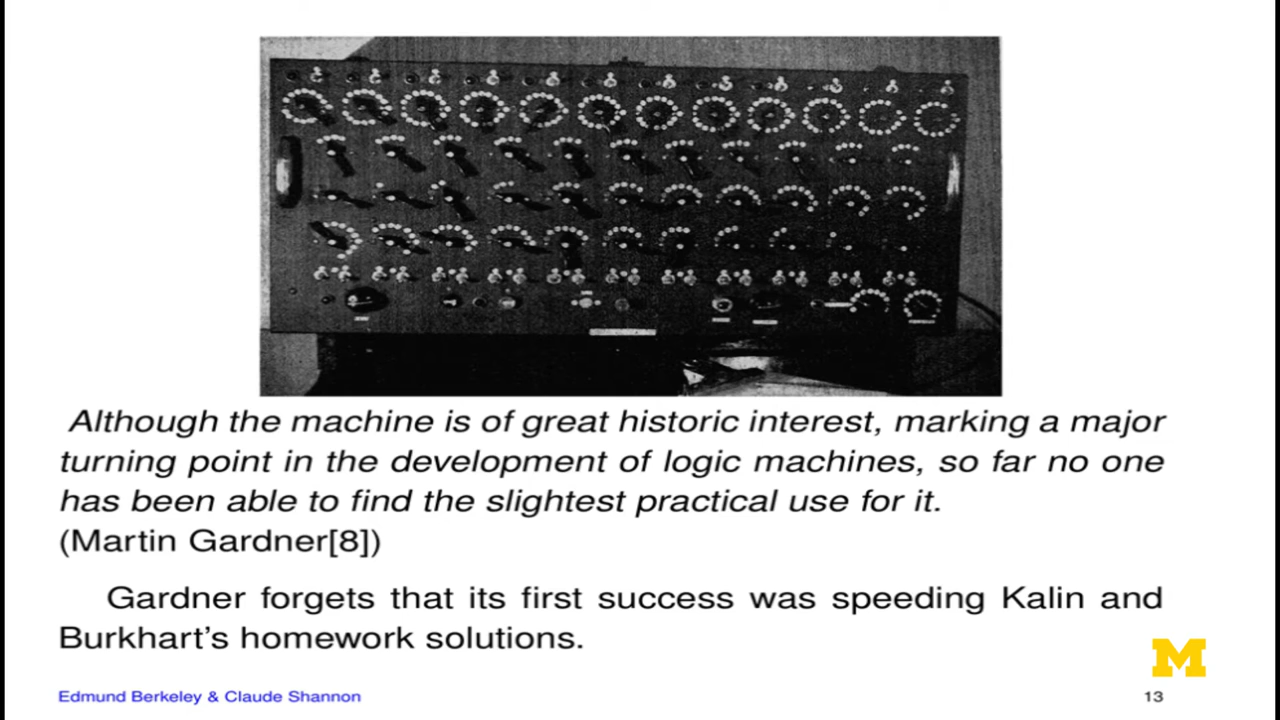 Although the machine is of great historic interest, marking a major
turning point in the development of logic machines, so far no one
has been able to find the slightest practical use for it.
(Martin Gardner[8])
Gardner forgets that its first success was speeding Kalin and
Burkhart's homework solutions.
M
Edmund Berkeley & Claude Shannon
13